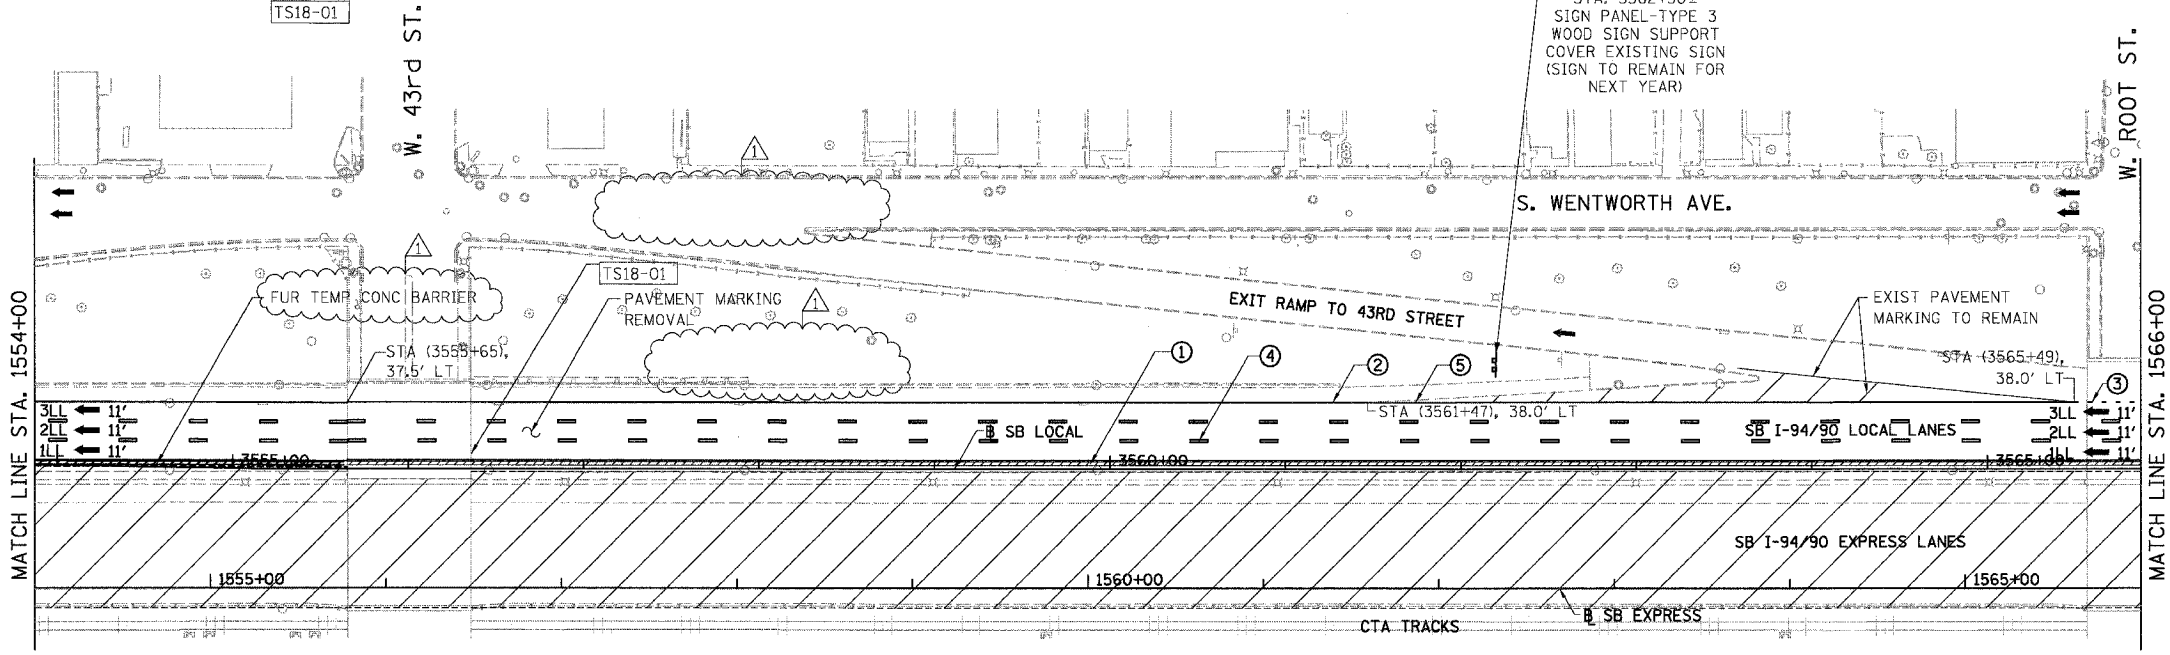 TS18-01
W. 43rd ST.
SIGN PANEL-TYPE 3
WOOD SIGN SUPPORT
COVER EXISTING SIGN
(SIGN TO REMAIN FOR
NEXT YEAR)
W. ROOT ST.
1
S. WENTWORTH AVE.
1
TS18-01
FUR TEMP CONC BARRIER
PAVEMENT MARKING
REMOVAL
1
EXIT RAMP TO 43RD STREET
EXIST PAVEMENT
MARKING TO REMAIN
MATCH LINE STA. 1554+00
MATCH LINE STA. 1566+00
STA (3555+65),
37.5' LT
1
4
2
5
STA (3565+49),
38.0' LT
3
STA (3561+47), 38.0' LT
3LL 11'
2LL 11'
1LL 11'
SB LOCAL
SB I-94/90 LOCAL LANES
3LL 11'
2LL 11'
1LL 11'
3560+00
3565+00
SB I-94/90 EXPRESS LANES
1555+00
1560+00
1565+00
SB EXPRESS
CTA TRACKS